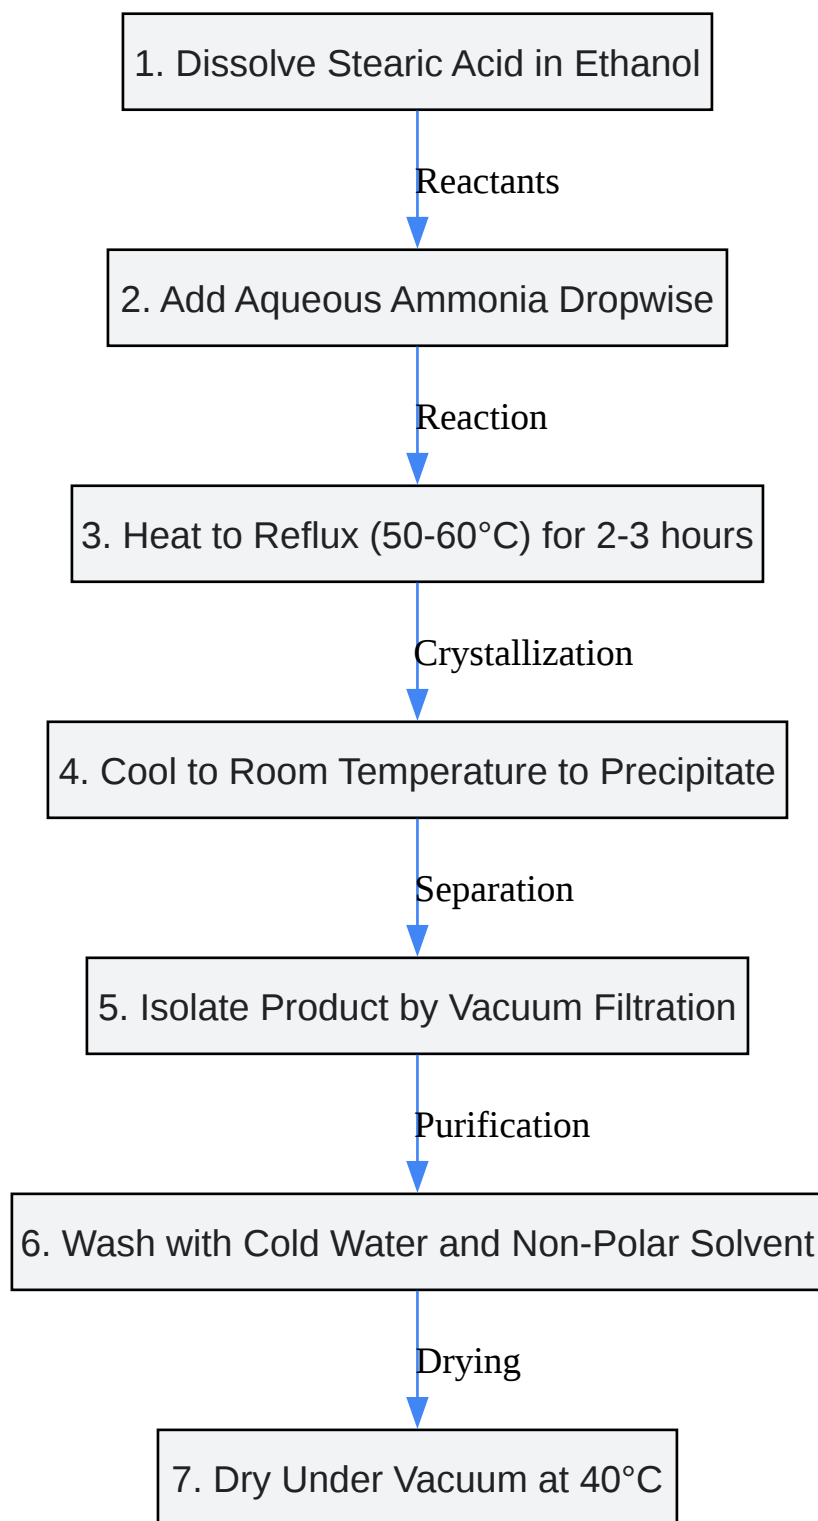 1. Dissolve Stearic Acid in Ethanol
Reactants
2. Add Aqueous Ammonia Dropwise
Reaction
3. Heat to Reflux (50-60°C) for 2-3 hours
Crystallization
4. Cool to Room Temperature to Precipitate
Separation
5. Isolate Product by Vacuum Filtration
Purification
6. Wash with Cold Water and Non-Polar Solvent
Drying
7. Dry Under Vacuum at 40°C